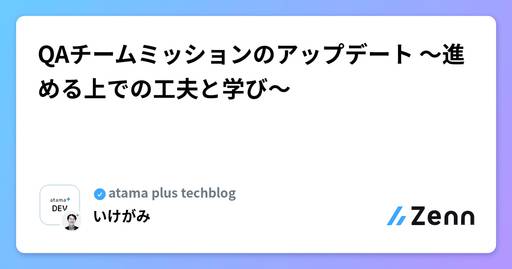 QAチームミッションのアップデート 〜進
める上での工夫と学び〜
atama plus techblog
atama+
DEV
いけがみ
Zenn